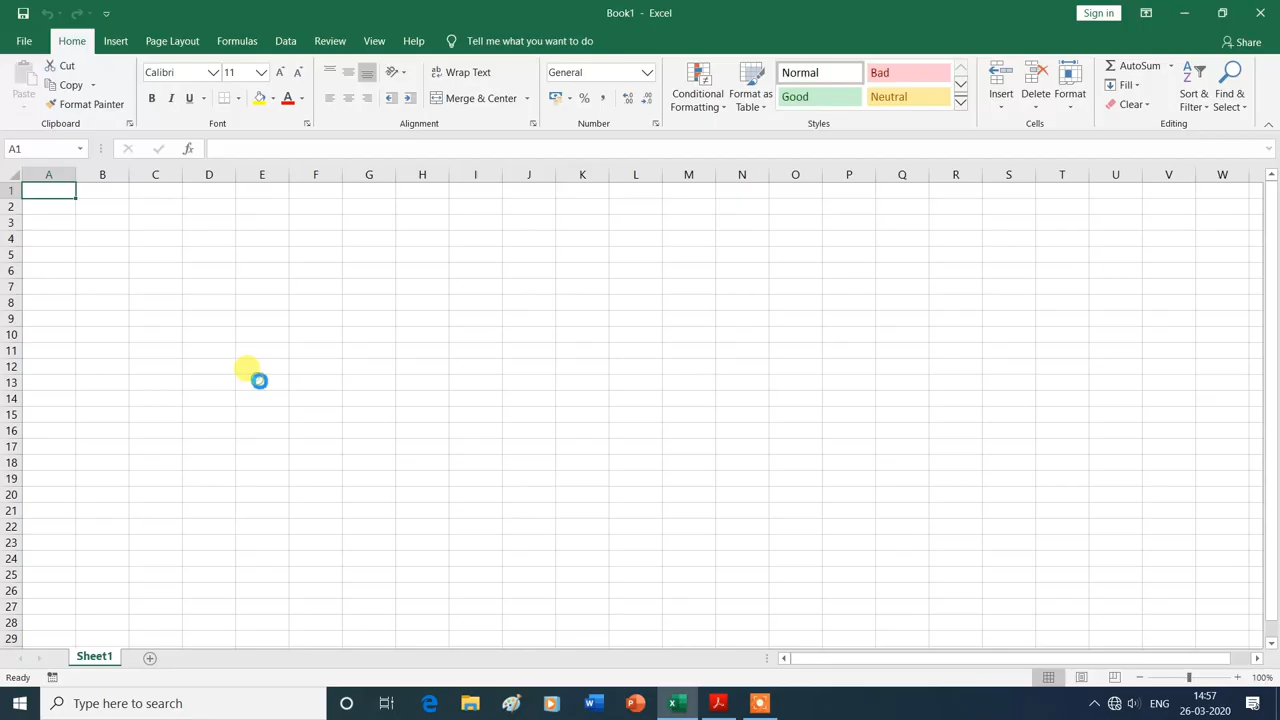 Book1 - Excel
Sign in
File Home Insert Page Layout Formulas Data Review View Help Tell me what you want to do Share
Paste Cut
Copy
Format Painter
Clipboard
Calibri 11
B I U A
Font
Wrap Text
Merge & Center
Alignment
General
%
Number
Conditional Formatting
Format as Table
Normal Bad
Good Neutral
Styles
Insert Delete Format
Cells
AutoSum
Fill
Clear
Sort & Filter
Find & Select
Editing
A1 fx
A B C D E F G H I J K L M N O P Q R S T U V W
1
2
3
4
5
6
7
8
9
10
11
12
13
14
15
16
17
18
19
20
21
22
23
24
25
26
27
28
29
Sheet1
Ready 100%
Type here to search
ENG
14:57
26-03-2020